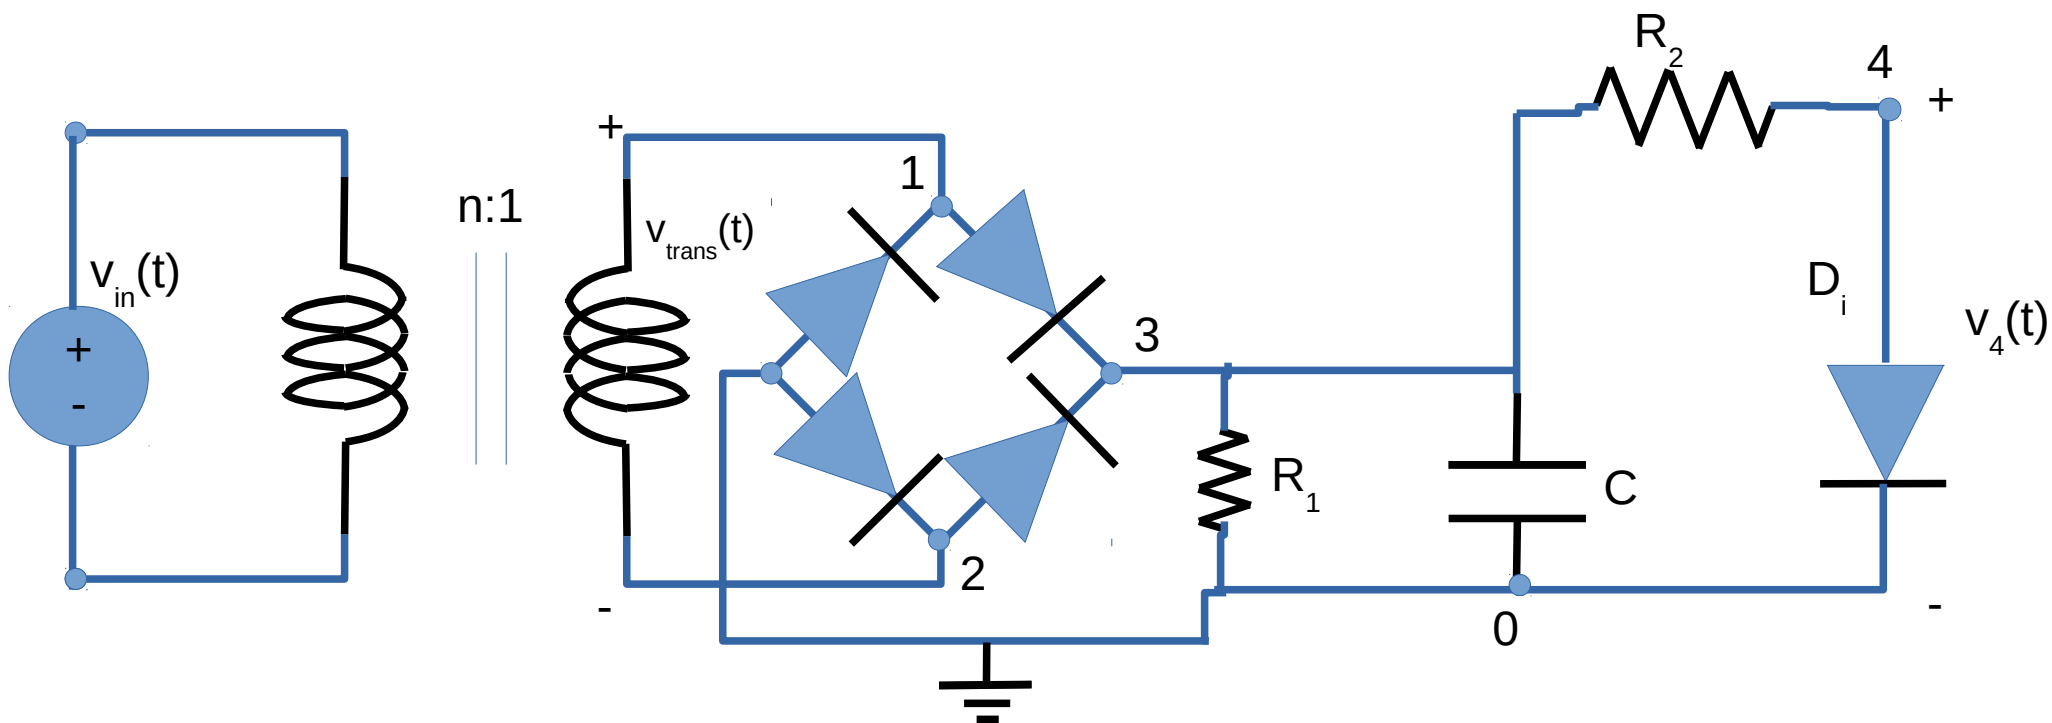 R2
4
+
+
1
n:1
vtrans(t)
vin(t)
Di
3
v4(t)
+
-
R1
C
2
-
0
-